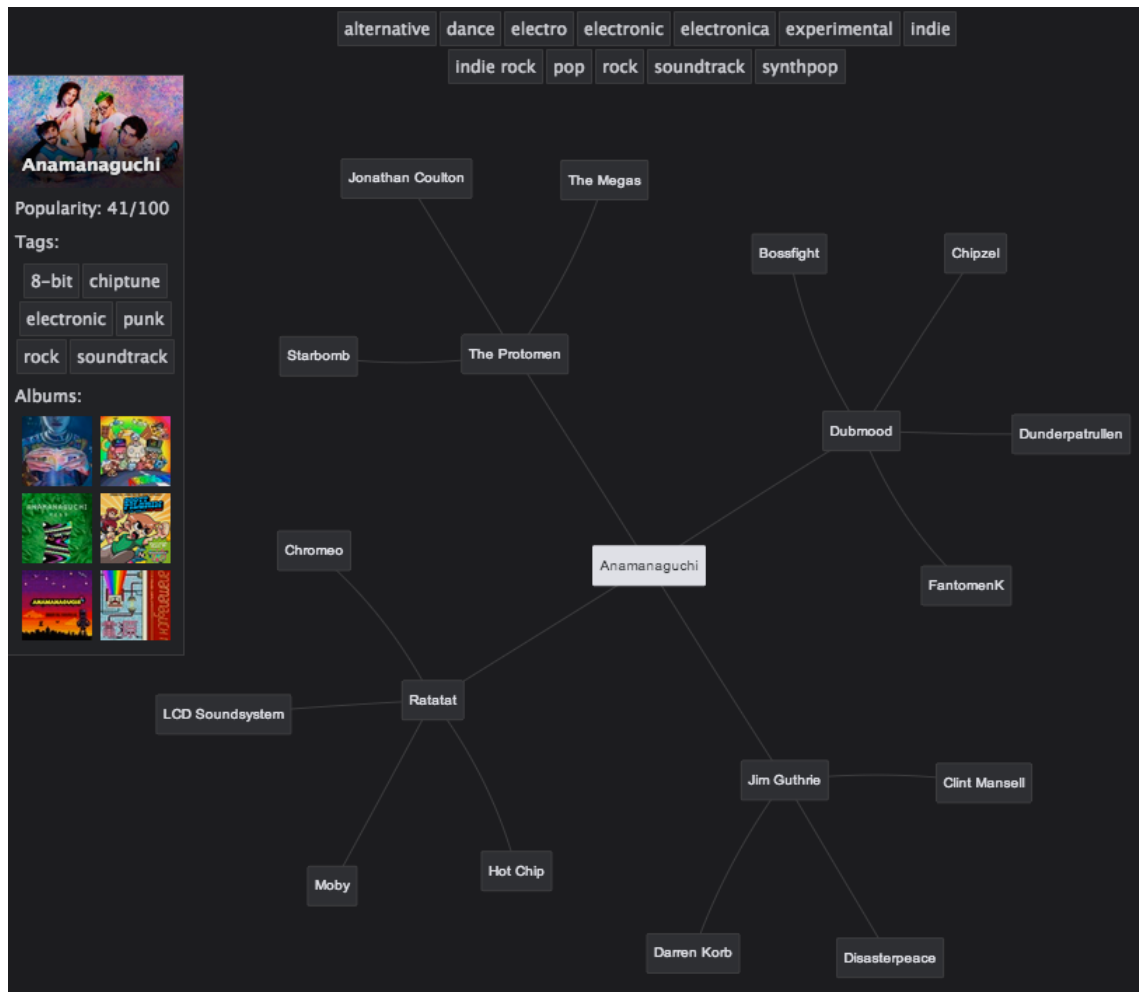 alternative dance electro electronic electronica experimental indie
indie rock pop rock soundtrack synthpop
Anamanaguchi
Popularity: 41/100
Tags:
8-bit chiptune
electronic punk
rock soundtrack
Albums:
ANAMANAGUCHI
ANAMANAGUCHI
Jonathan Coulton
The Megas
Bossfight
Chipzel
Starbomb
The Protomen
Dubmood
Dunderpatrullen
Chromeo
Anamanaguchi
FantomenK
Ratatat
LCD Soundsystem
Jim Guthrie
Clint Mansell
Moby
Hot Chip
Darren Korb
Disasterpeace